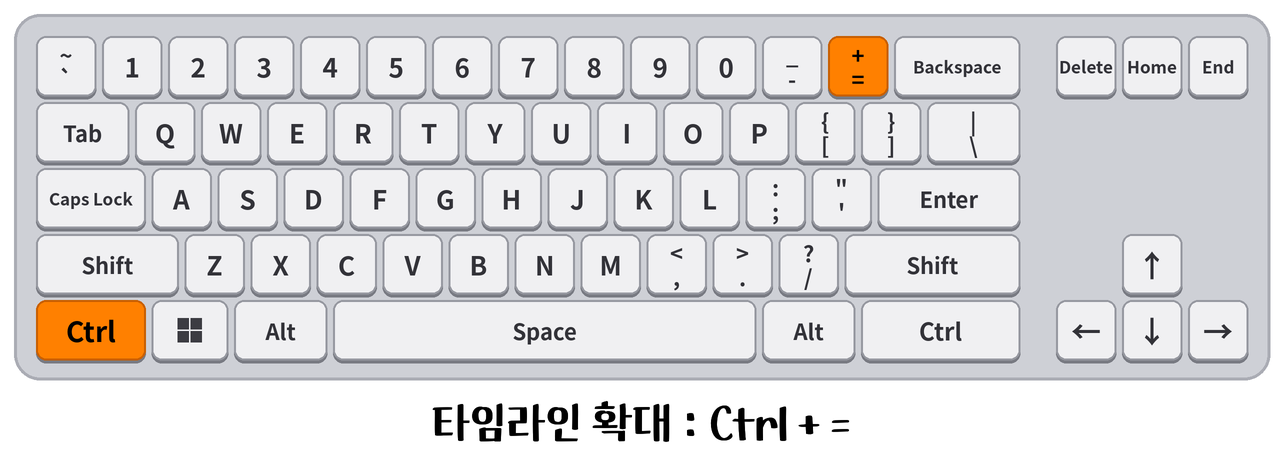 ~ 1 2 3 4 5 6 7 8 9 0 _ + Backspace Delete Home End
` - =
Tab Q W E R T Y U I O P { } |
[ ] \
Caps Lock A S D F G H J K L : " Enter
; '
Shift Z X C V B N M < > ? Shift ↑
, . /
Ctrl Alt Space Alt Ctrl ← ↓ →
타임라인 확대 : Ctrl + =